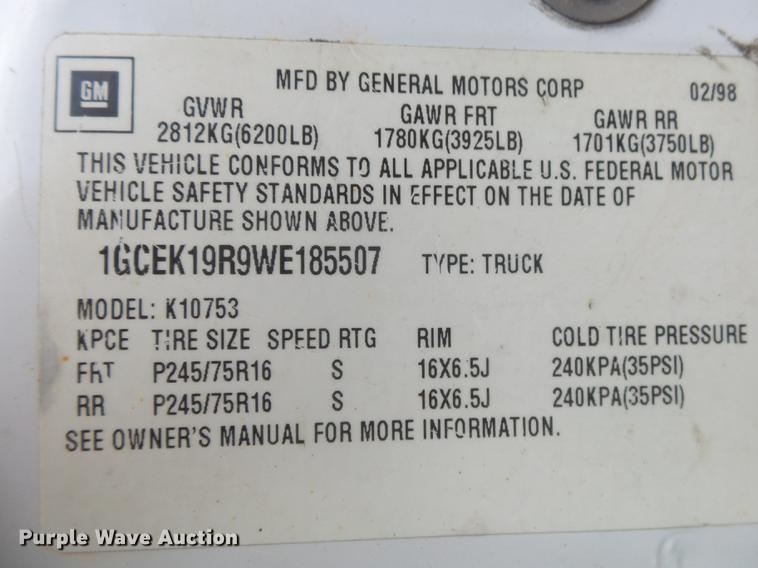 GM
MFD BY GENERAL MOTORS CORP 02/98
GVWR GAWR FRT GAWR RR
2812KG(6200LB) 1780KG(3925LB) 1701KG(3750LB)
THIS VEHICLE CONFORMS TO ALL APPLICABLE U.S. FEDERAL MOTOR
VEHICLE SAFETY STANDARDS IN EFFECT ON THE DATE OF
MANUFACTURE SHOWN ABOVE.
1GCEK19R9WE185507 TYPE: TRUCK
MODEL: K10753
KPCE TIRE SIZE SPEED RTG RIM COLD TIRE PRESSURE
FRT P245/75R16 S 16X6.5J 240KPA(35PSI)
RR P245/75R16 S 16X6.5J 240KPA(35PSI)
SEE OWNER'S MANUAL FOR MORE INFORMATION.
Purple Wave Auction